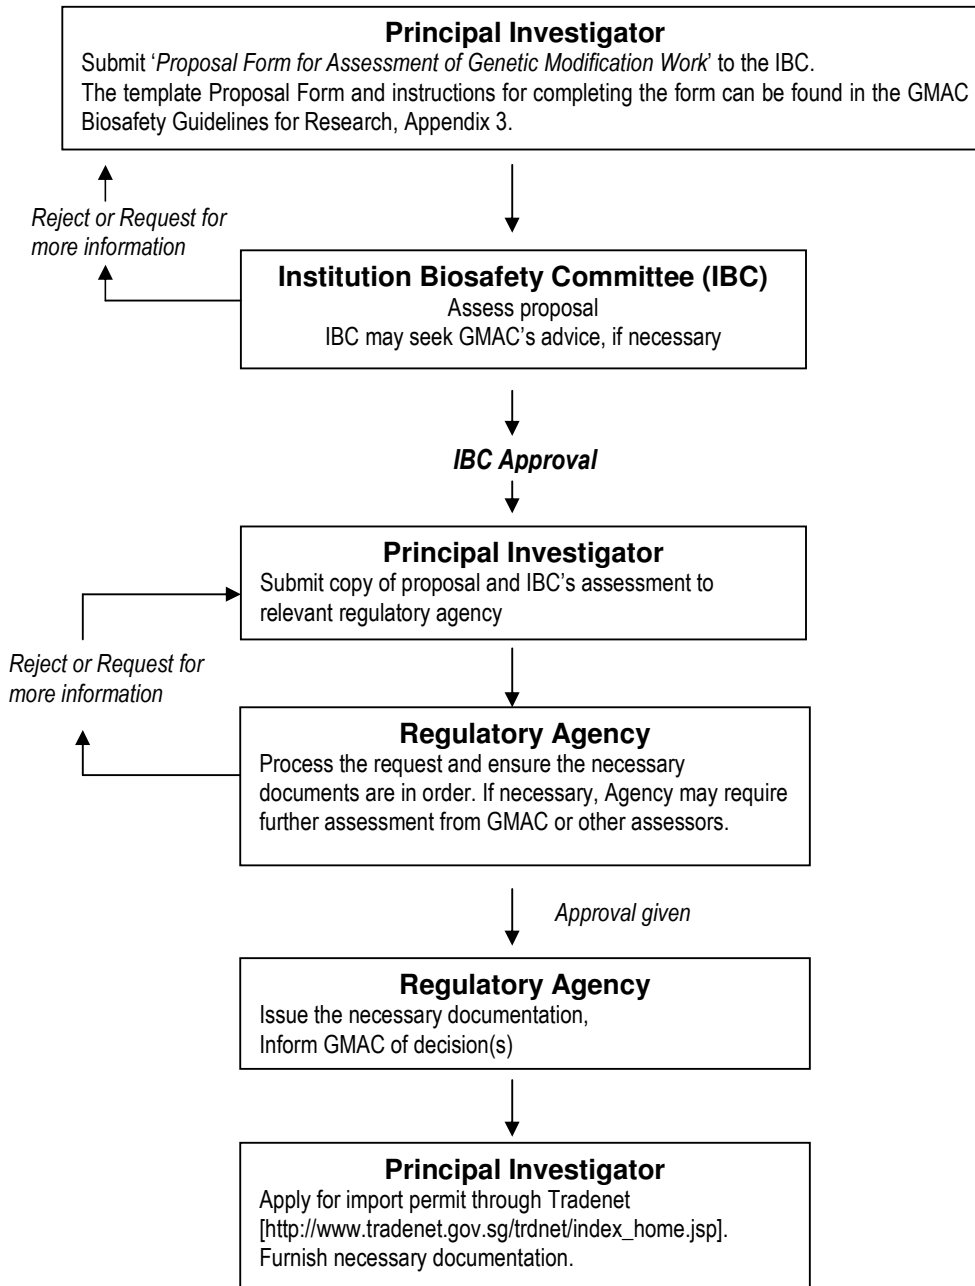 Principal Investigator
Submit ‘Proposal Form for Assessment of Genetic Modification Work’ to the IBC.
The template Proposal Form and instructions for completing the form can be found in the GMAC
Biosafety Guidelines for Research, Appendix 3.
Reject or Request for
more information
Institution Biosafety Committee (IBC)
Assess proposal
IBC may seek GMAC’s advice, if necessary
IBC Approval
Principal Investigator
Submit copy of proposal and IBC’s assessment to
relevant regulatory agency
Reject or Request for
more information
Regulatory Agency
Process the request and ensure the necessary
documents are in order. If necessary, Agency may require
further assessment from GMAC or other assessors.
Approval given
Regulatory Agency
Issue the necessary documentation,
Inform GMAC of decision(s)
Principal Investigator
Apply for import permit through Tradenet
[http://www.tradenet.gov.sg/trdnet/index_home.jsp].
Furnish necessary documentation.